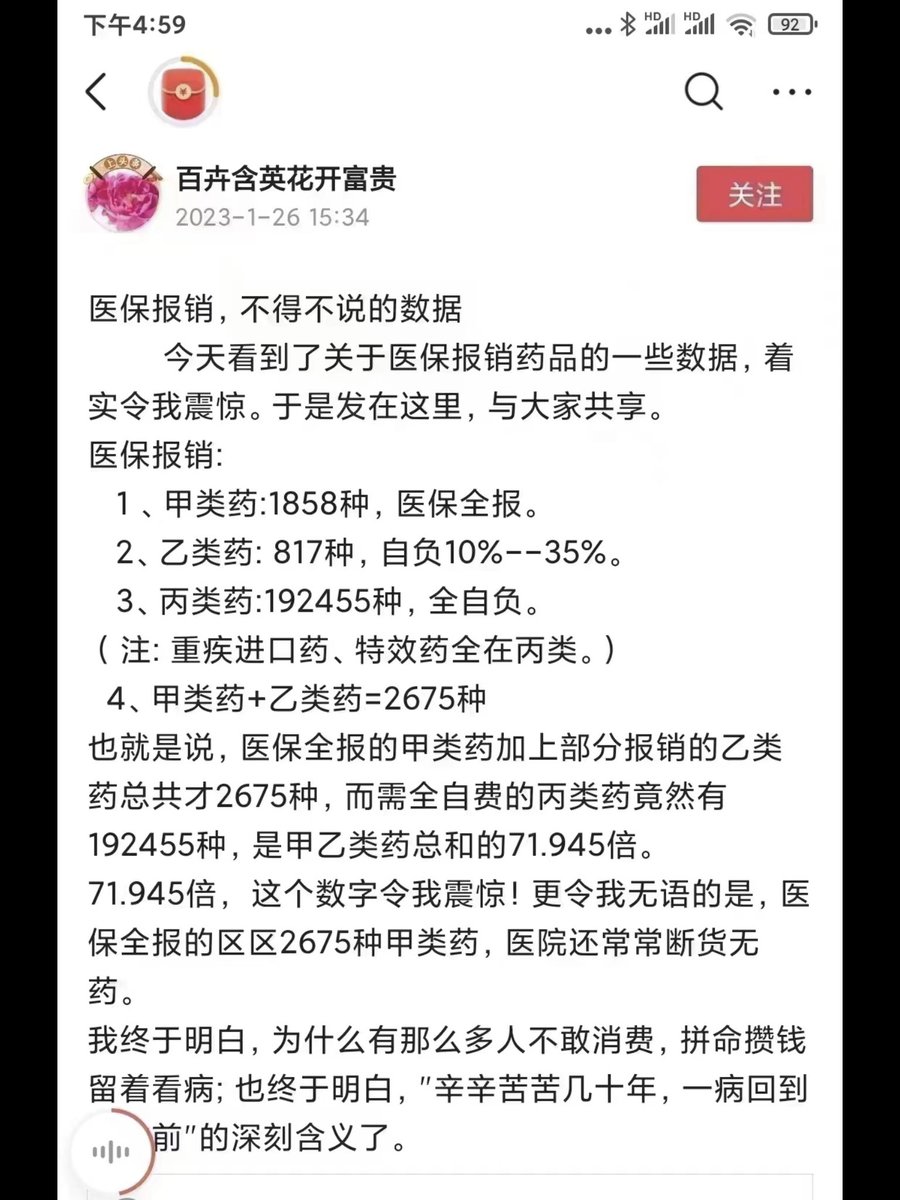 下午4:59
HD HD 92
上头条
百卉含英花开富贵
2023-1-26 15:34
关注
医保报销，不得不说的数据
今天看到了关于医保报销药品的一些数据，着
实令我震惊。于是发在这里，与大家共享。
医保报销:
1、甲类药:1858种，医保全报。
2、乙类药: 817种，自负10%--35%。
3、丙类药:192455种，全自负。
（注: 重疾进口药、特效药全在丙类。）
4、甲类药+乙类药=2675种
也就是说，医保全报的甲类药加上部分报销的乙类
药总共才2675种，而需全自费的丙类药竟然有
192455种，是甲乙类药总和的71.945倍。
71.945倍， 这个数字令我震惊！更令我无语的是，医
保全报的区区2675种甲类药，医院还常常断货无
药。
我终于明白，为什么有那么多人不敢消费，拼命攒钱
留着看病; 也终于明白，"辛辛苦苦几十年，一病回到
前"的深刻含义了。